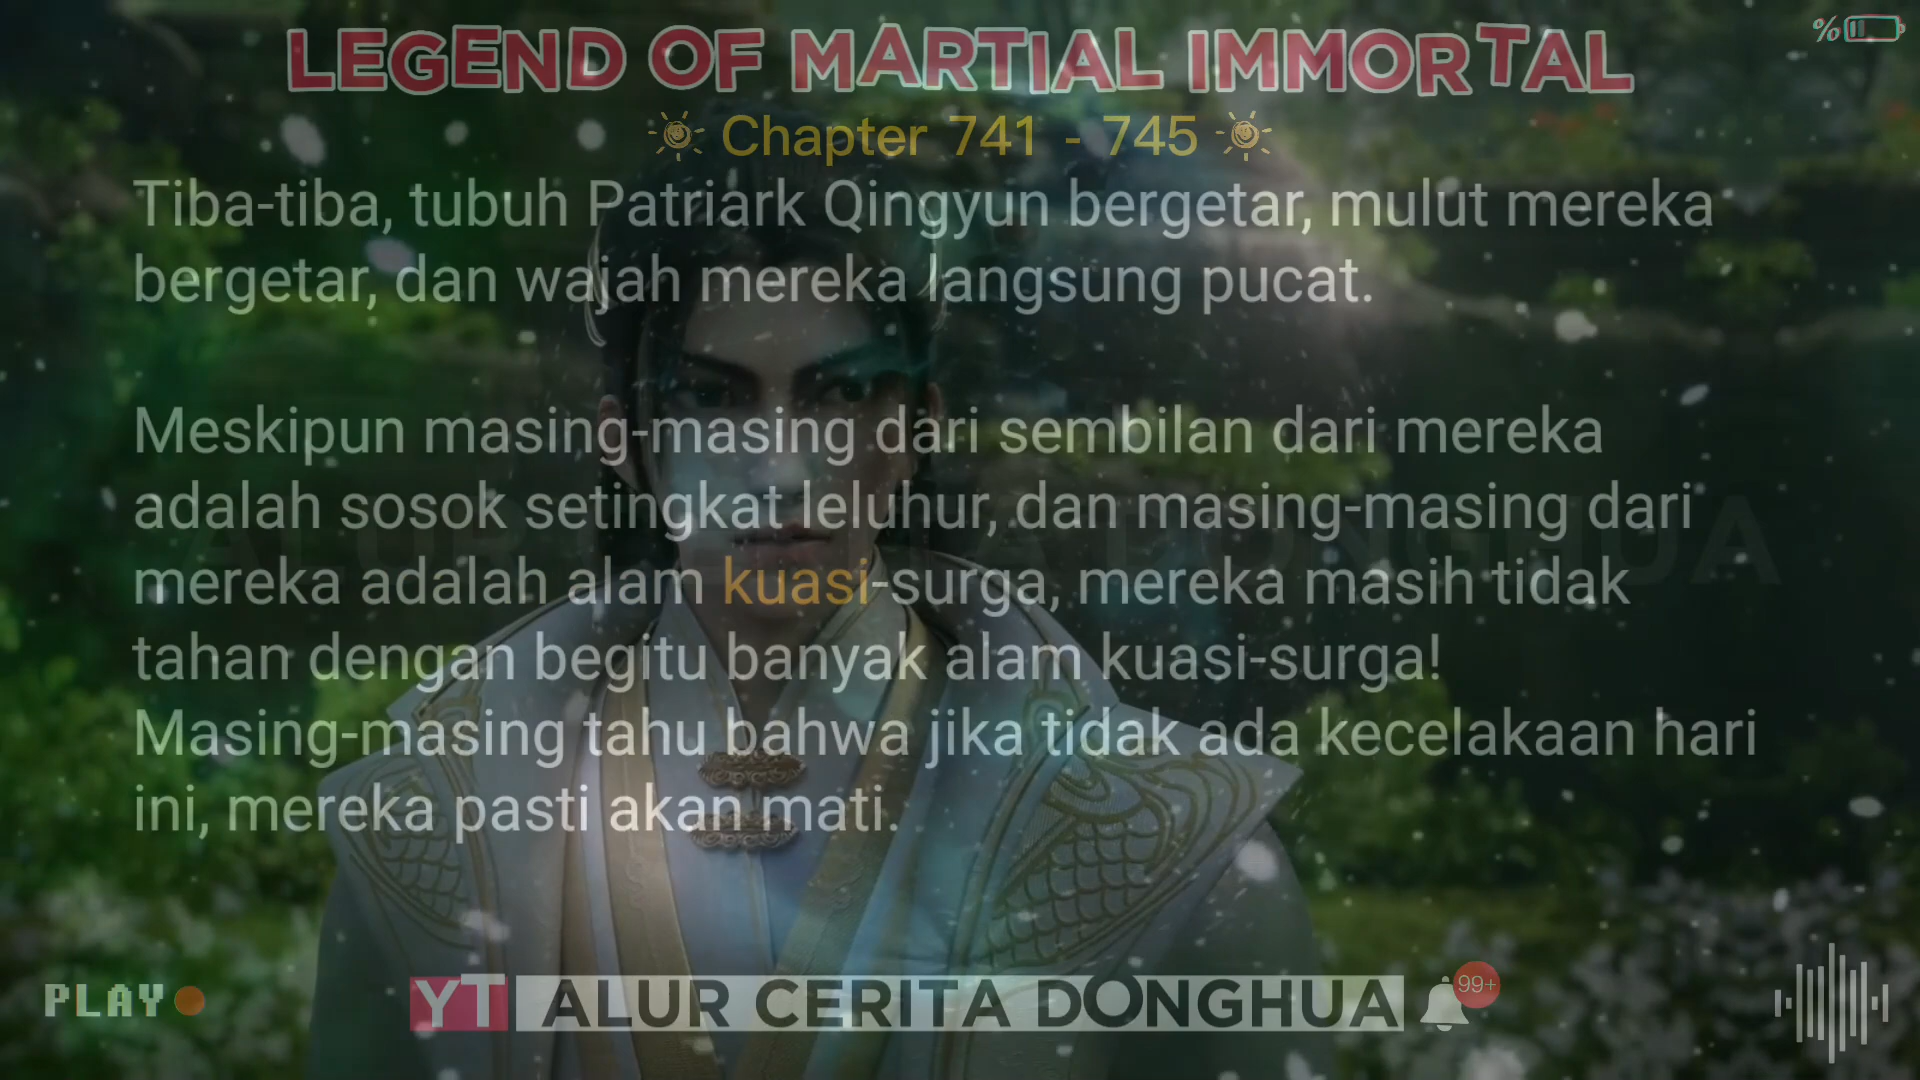 LEGEND OF MARTIAL IMMORTAL
%
Chapter 741 - 745
Tiba-tiba, tubuh Patriark Qingyun bergetar, mulut mereka
bergetar, dan wajah mereka langsung pucat.
Meskipun masing-masing dari sembilan dari mereka
adalah sosok setingkat leluhur, dan masing-masing dari
mereka adalah alam kuasi-surga, mereka masih tidak
tahan dengan begitu banyak alam kuasi-surga!
Masing-masing tahu bahwa jika tidak ada kecelakaan hari
ini, mereka pasti akan mati.
ALUR CERITA DONGHUA
PLAY
YT ALUR CERITA DONGHUA
99+